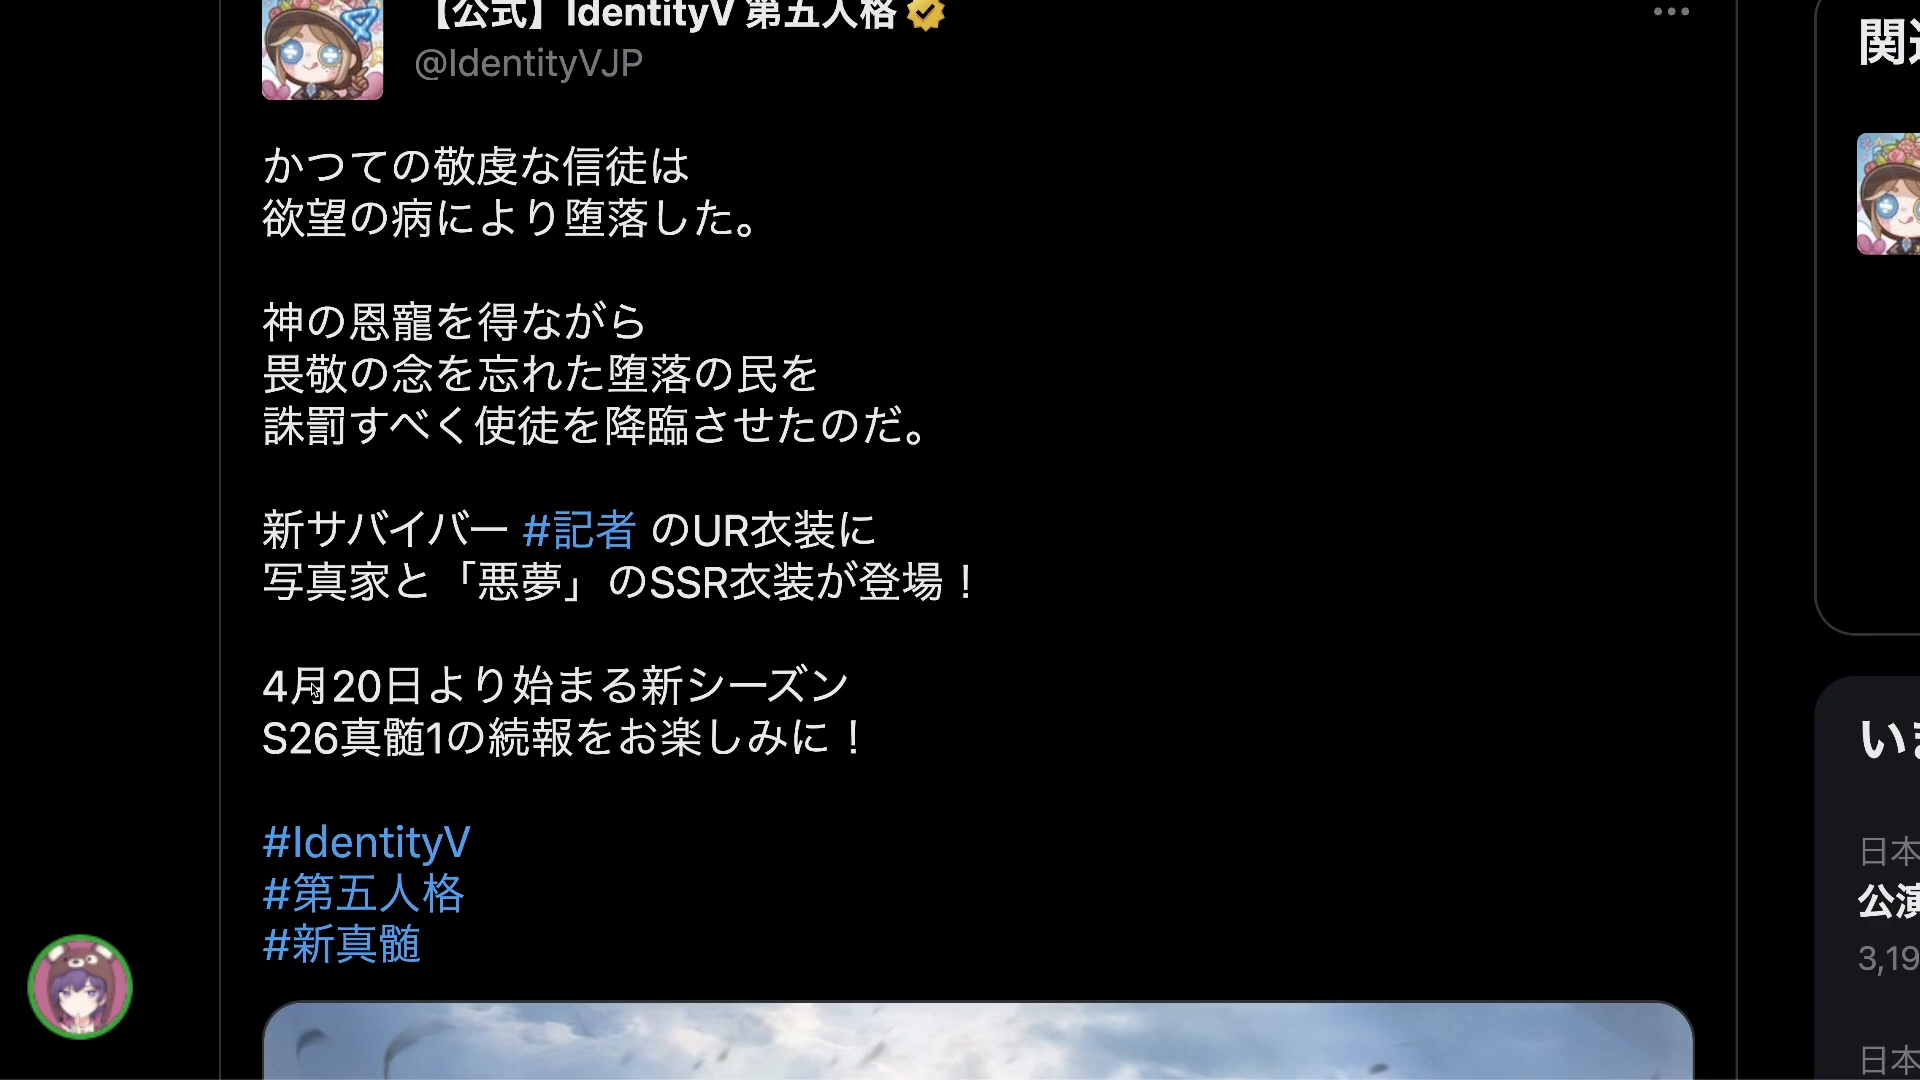 【公式】IdentityV 第五人格
@IdentityVJP
かつての敬虔な信徒は
欲望の病により堕落した。
神の恩寵を得ながら
畏敬の念を忘れた堕落の民を
誅罰すべく使徒を降臨させたのだ。
新サバイバー #記者 のUR衣装に
写真家と「悪夢」のSSR衣装が登場！
4月20日より始まる新シーズン
S26真髄1の続報をお楽しみに！
#IdentityV
#第五人格
#新真髄
関
い
日本
公演
3,19
日本